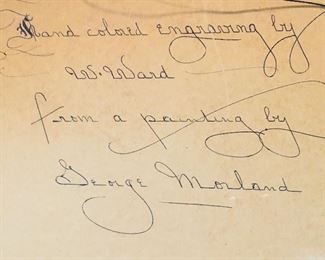 Hand colored engraving by
W. Ward
from a painting by
George Morland